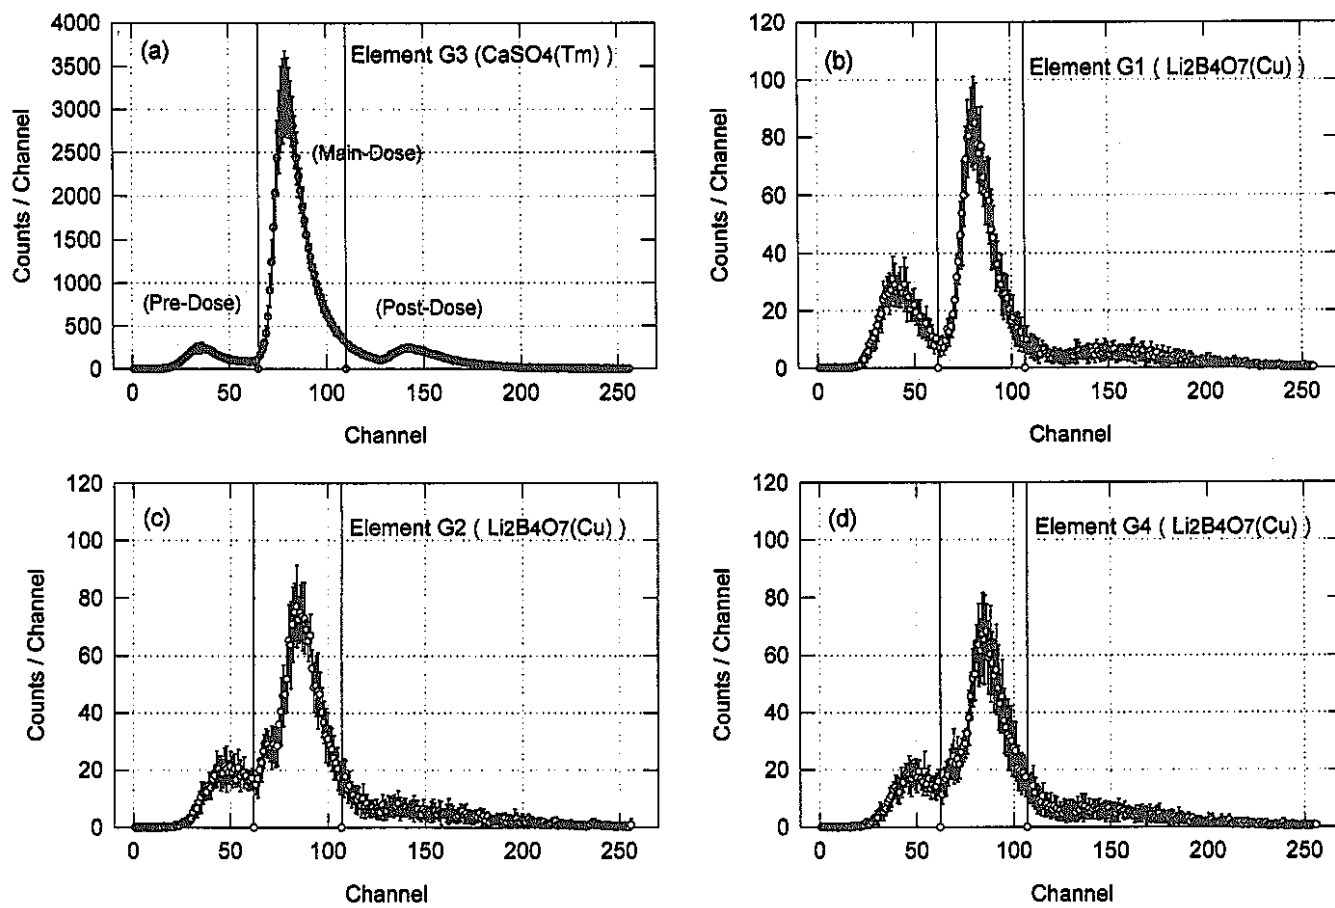 (a)
Element G3 (CaSO4(Tm) )
(Pre-Dose)
(Main-Dose)
(Post-Dose)
Counts / Channel
4000
3500
3000
2500
2000
1500
1000
500
0
0 50 100 150 200 250
Channel
(b)
Element G1 ( Li2B4O7(Cu) )
Counts / Channel
120
100
80
60
40
20
0
0 50 100 150 200 250
Channel
(c)
Element G2 ( Li2B4O7(Cu) )
Counts / Channel
120
100
80
60
40
20
0
0 50 100 150 200 250
Channel
(d)
Element G4 ( Li2B4O7(Cu) )
Counts / Channel
120
100
80
60
40
20
0
0 50 100 150 200 250
Channel